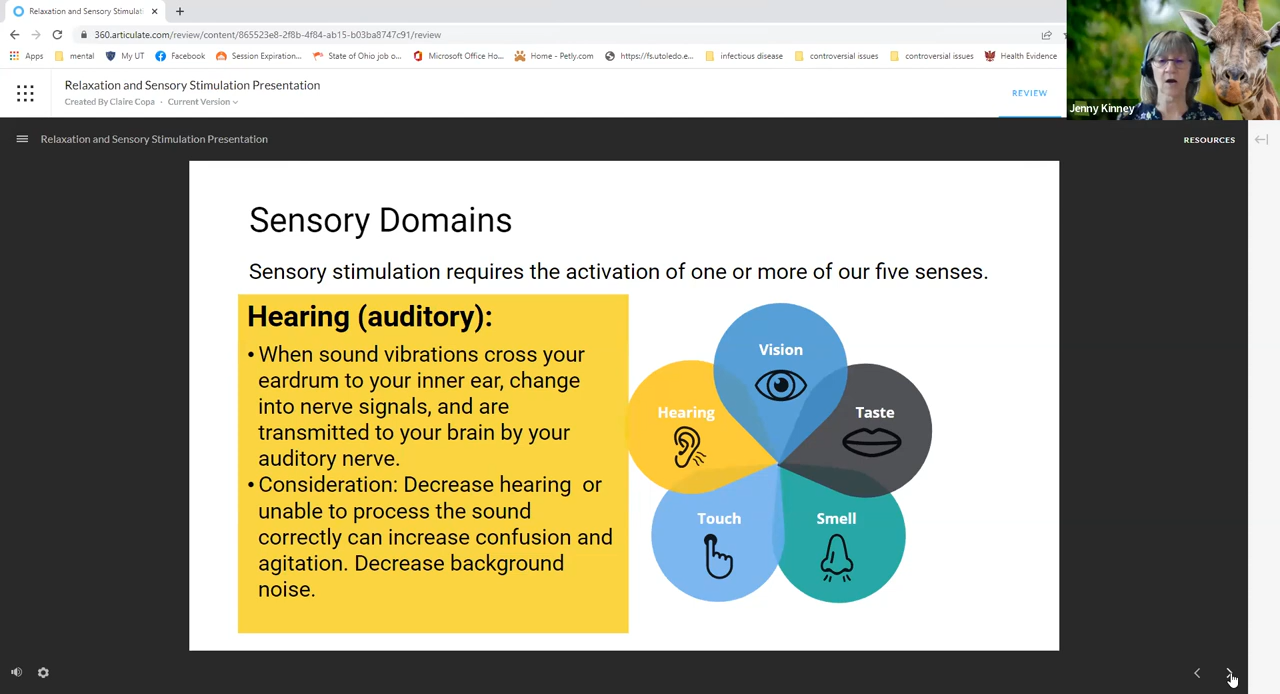 Relaxation and Sensory Stimulat
360.articulate.com/review/content/865523e8-2f8b-4f84-ab15-b03ba8747c91/review
Apps mental My UT Facebook Session Expiration... State of Ohio job o... Microsoft Office Ho... Home - Petly.com https://fs.utoledo.e... infectious disease controversial issues controversial issues Health Evidence
Relaxation and Sensory Stimulation Presentation
Created By Claire Copa · Current Version
REVIEW
Jenny Kinney
Relaxation and Sensory Stimulation Presentation
RESOURCES
Sensory Domains
Sensory stimulation requires the activation of one or more of our five senses.
Hearing (auditory):
• When sound vibrations cross your
eardrum to your inner ear, change
into nerve signals, and are
transmitted to your brain by your
auditory nerve.
• Consideration: Decrease hearing or
unable to process the sound
correctly can increase confusion and
agitation. Decrease background
noise.
Vision
Hearing
Taste
Touch
Smell